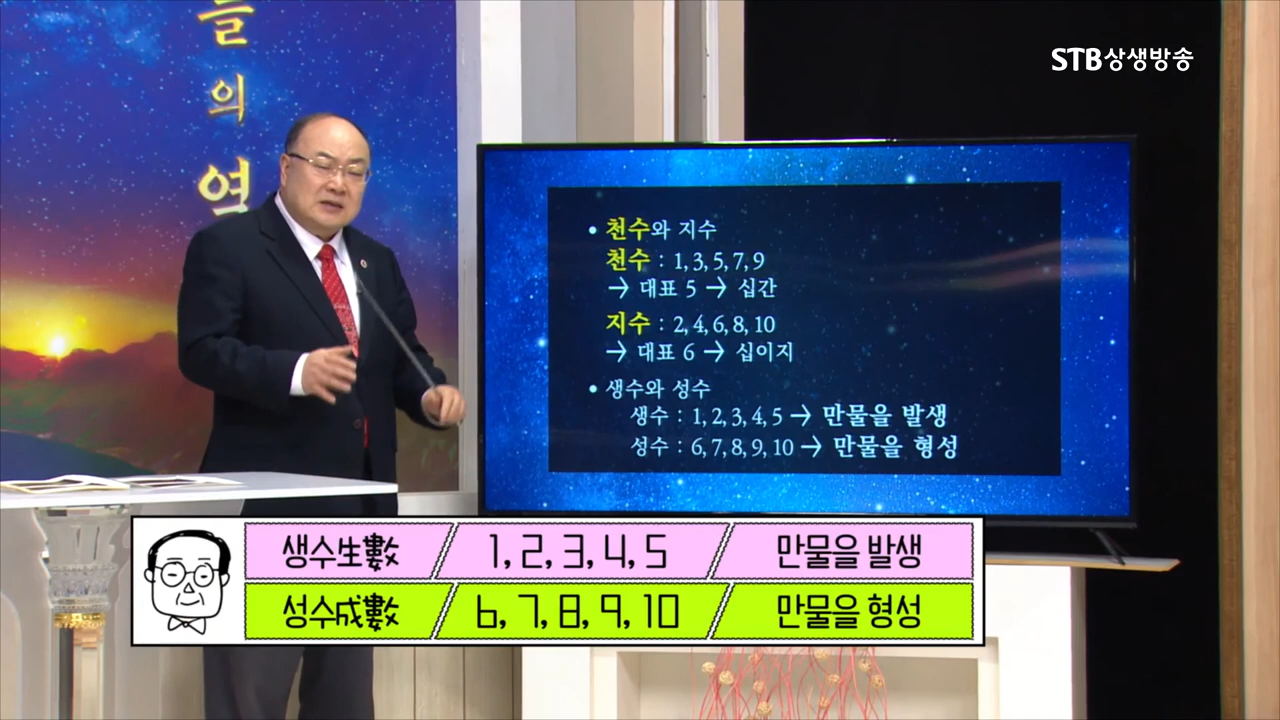 들의 역
STB상생방송
• 천수와 지수
천수 : 1, 3, 5, 7, 9
→ 대표 5 → 십간
지수 : 2, 4, 6, 8, 10
→ 대표 6 → 십이지
• 생수와 성수
생수 : 1, 2, 3, 4, 5 → 만물을 발생
성수 : 6, 7, 8, 9, 10 → 만물을 형성
생수生數 1, 2, 3, 4, 5 만물을 발생
성수成數 6, 7, 8, 9, 10 만물을 형성